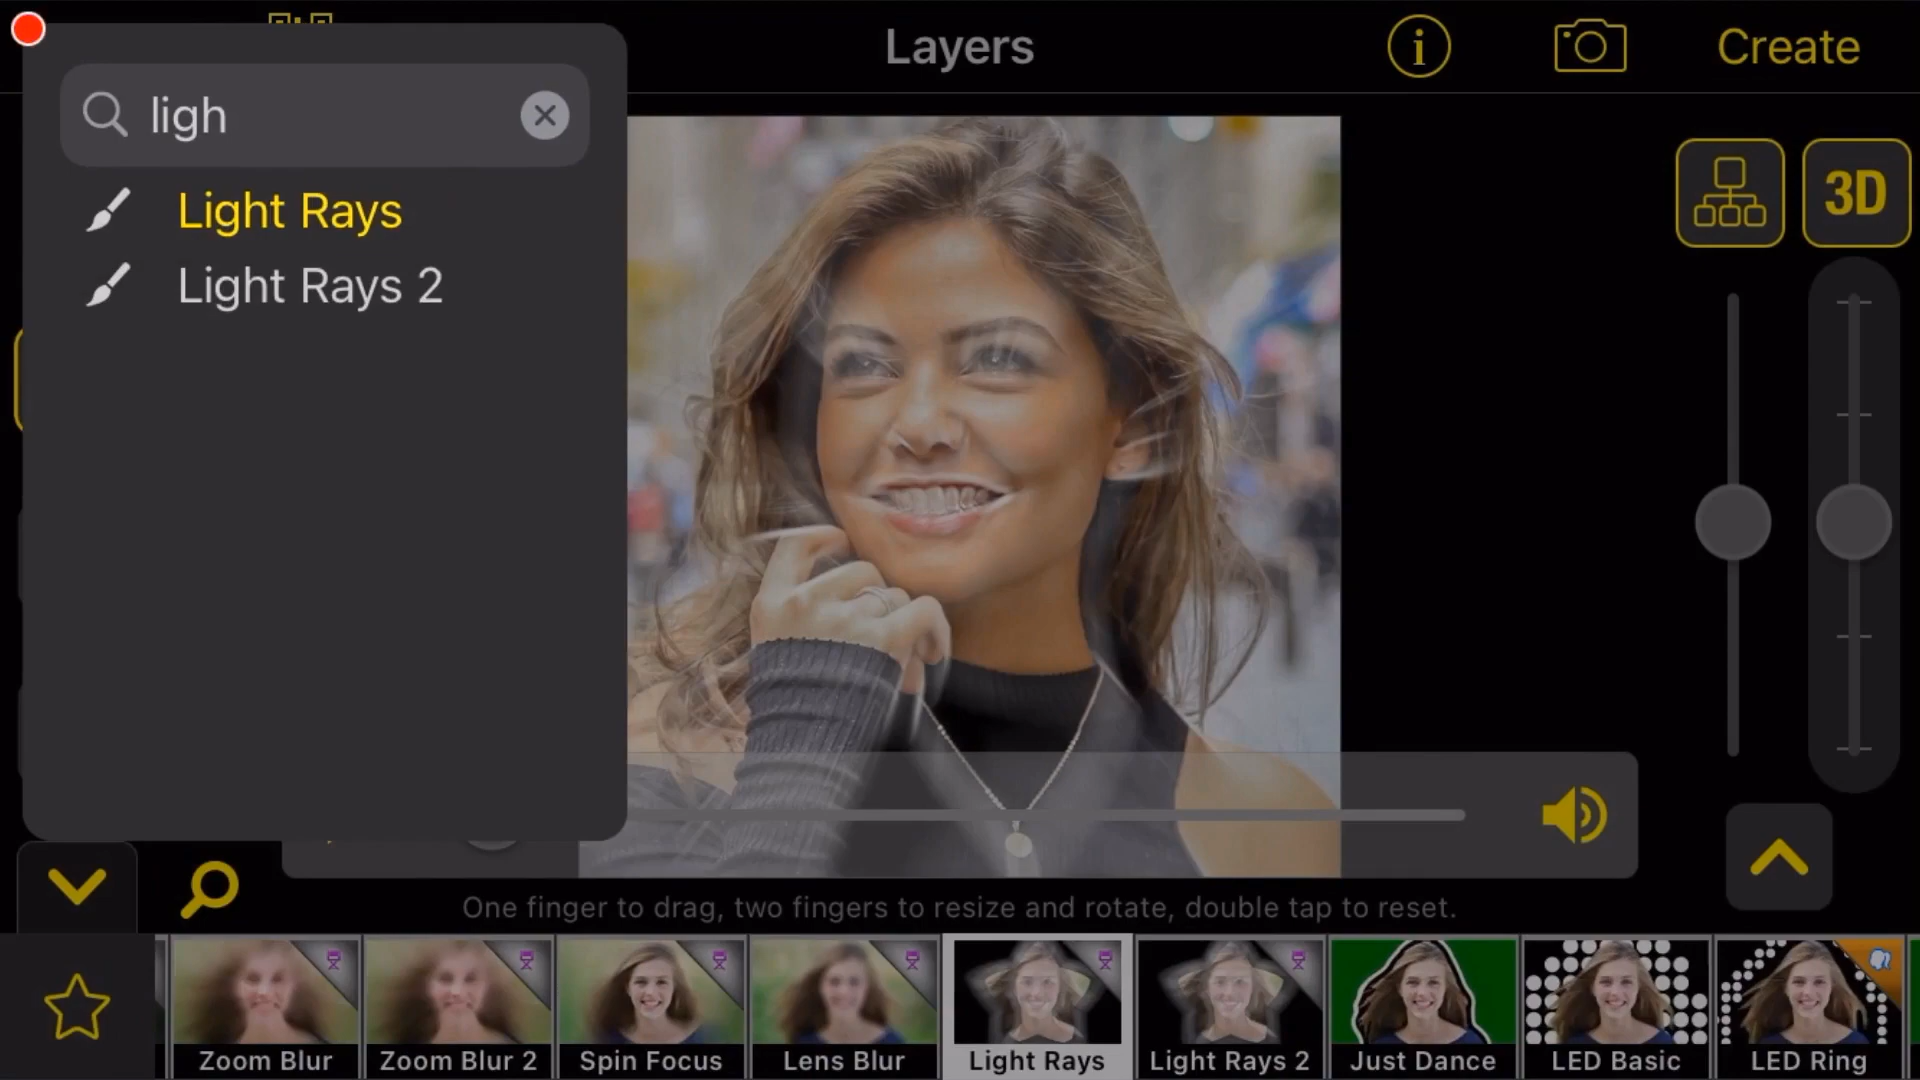 Layers
Create
ligh
Light Rays
Light Rays 2
3D
One finger to drag, two fingers to resize and rotate, double tap to reset.
Zoom Blur
Zoom Blur 2
Spin Focus
Lens Blur
Light Rays
Light Rays 2
Just Dance
LED Basic
LED Ring